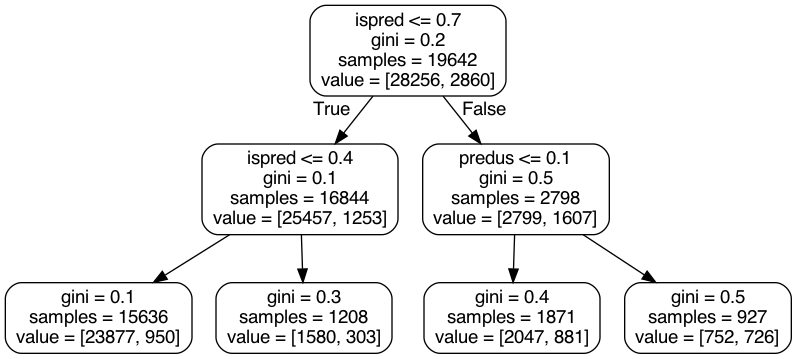 ispred <= 0.7
gini = 0.2
samples = 19642
value = [28256, 2860]
True
False
ispred <= 0.4
gini = 0.1
samples = 16844
value = [25457, 1253]
predus <= 0.1
gini = 0.5
samples = 2798
value = [2799, 1607]
gini = 0.1
samples = 15636
value = [23877, 950]
gini = 0.3
samples = 1208
value = [1580, 303]
gini = 0.4
samples = 1871
value = [2047, 881]
gini = 0.5
samples = 927
value = [752, 726]